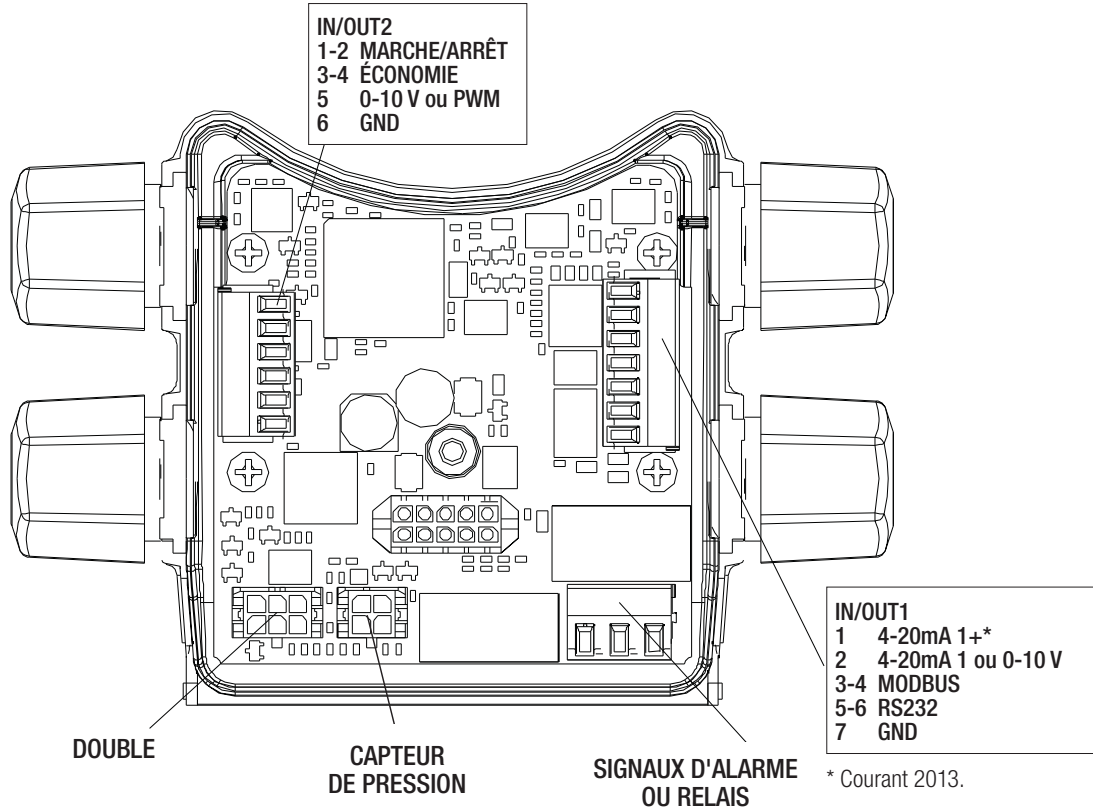 IN/OUT2
1-2 MARCHE/ARRÊT
3-4 ÉCONOMIE
5 0-10 V ou PWM
6 GND
IN/OUT1
1 4-20mA 1+*
2 4-20mA 1 ou 0-10 V
3-4 MODBUS
5-6 RS232
7 GND
* Courant 2013.
DOUBLE
CAPTEUR
DE PRESSION
SIGNAUX D'ALARME
OU RELAIS